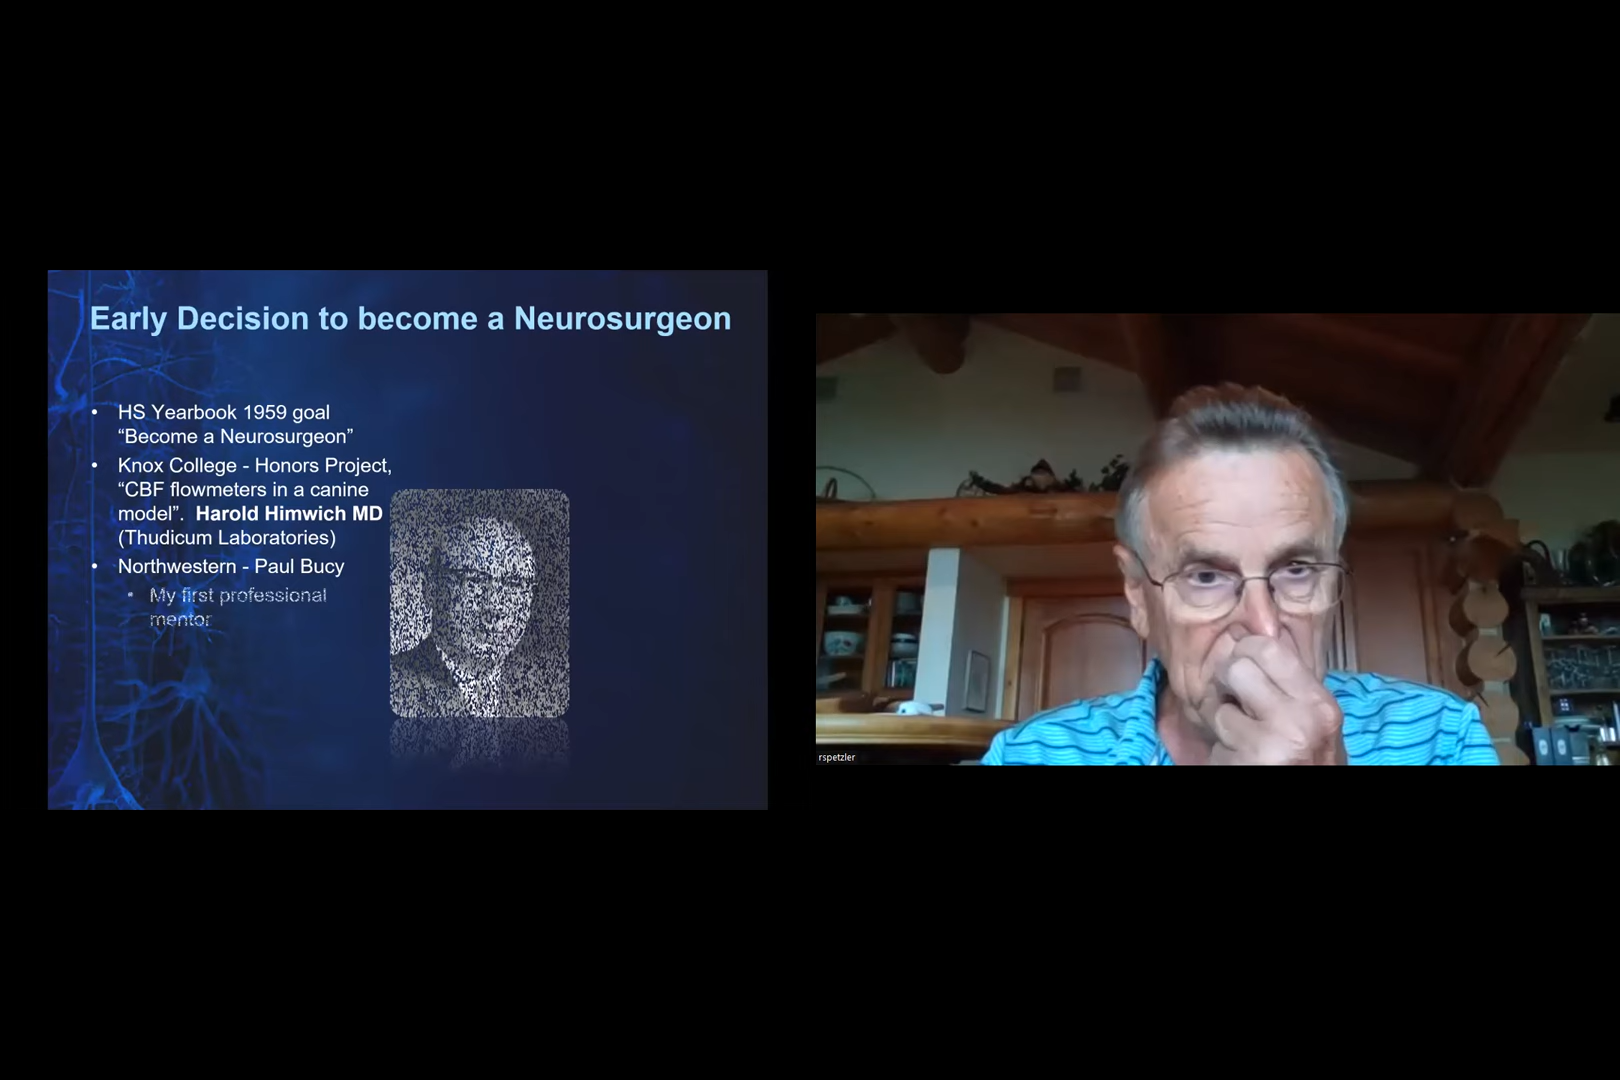 Early Decision to become a Neurosurgeon
• HS Yearbook 1959 goal
“Become a Neurosurgeon”
• Knox College - Honors Project,
“CBF flowmeters in a canine
model”.  Harold Himwich MD
(Thudicum Laboratories)
• Northwestern - Paul Bucy
• My first professional
mentor
rspetzler